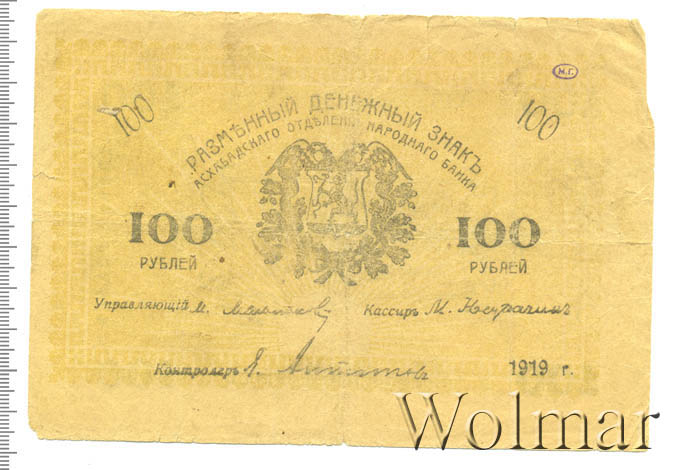 М.Г.
100 100
РАЗМѢННЫЙ ДЕНЕЖНЫЙ ЗНАКЪ
АСХАБАДСКАГО ОТДѢЛЕНІЯ НАРОДНАГО БАНКА
100 100
РУБЛЕЙ РУБЛЕЙ
Управляющій Кассиръ М.
Контролеръ 1919 г.
Wolmar